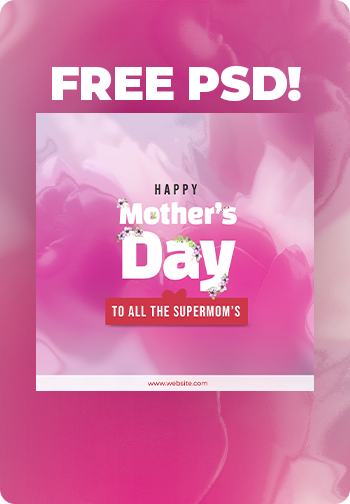 FREE PSD!
HAPPY
Mother's
Day
TO ALL THE SUPERMOM'S
www.website.com